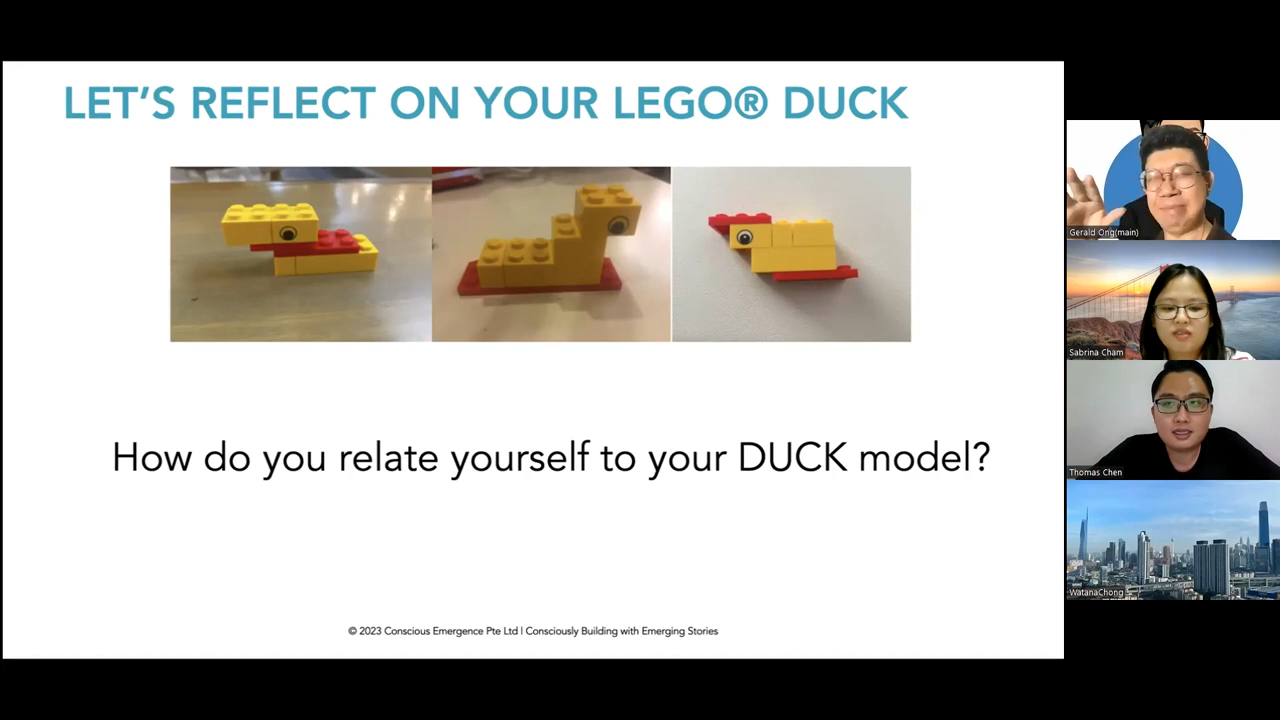 LET'S REFLECT ON YOUR LEGO® DUCK
How do you relate yourself to your DUCK model?
© 2023 Conscious Emergence Pte Ltd | Consciously Building with Emerging Stories
Gerald Ong(main)
Sabrina Cham
Thomas Chen
WatanaChong